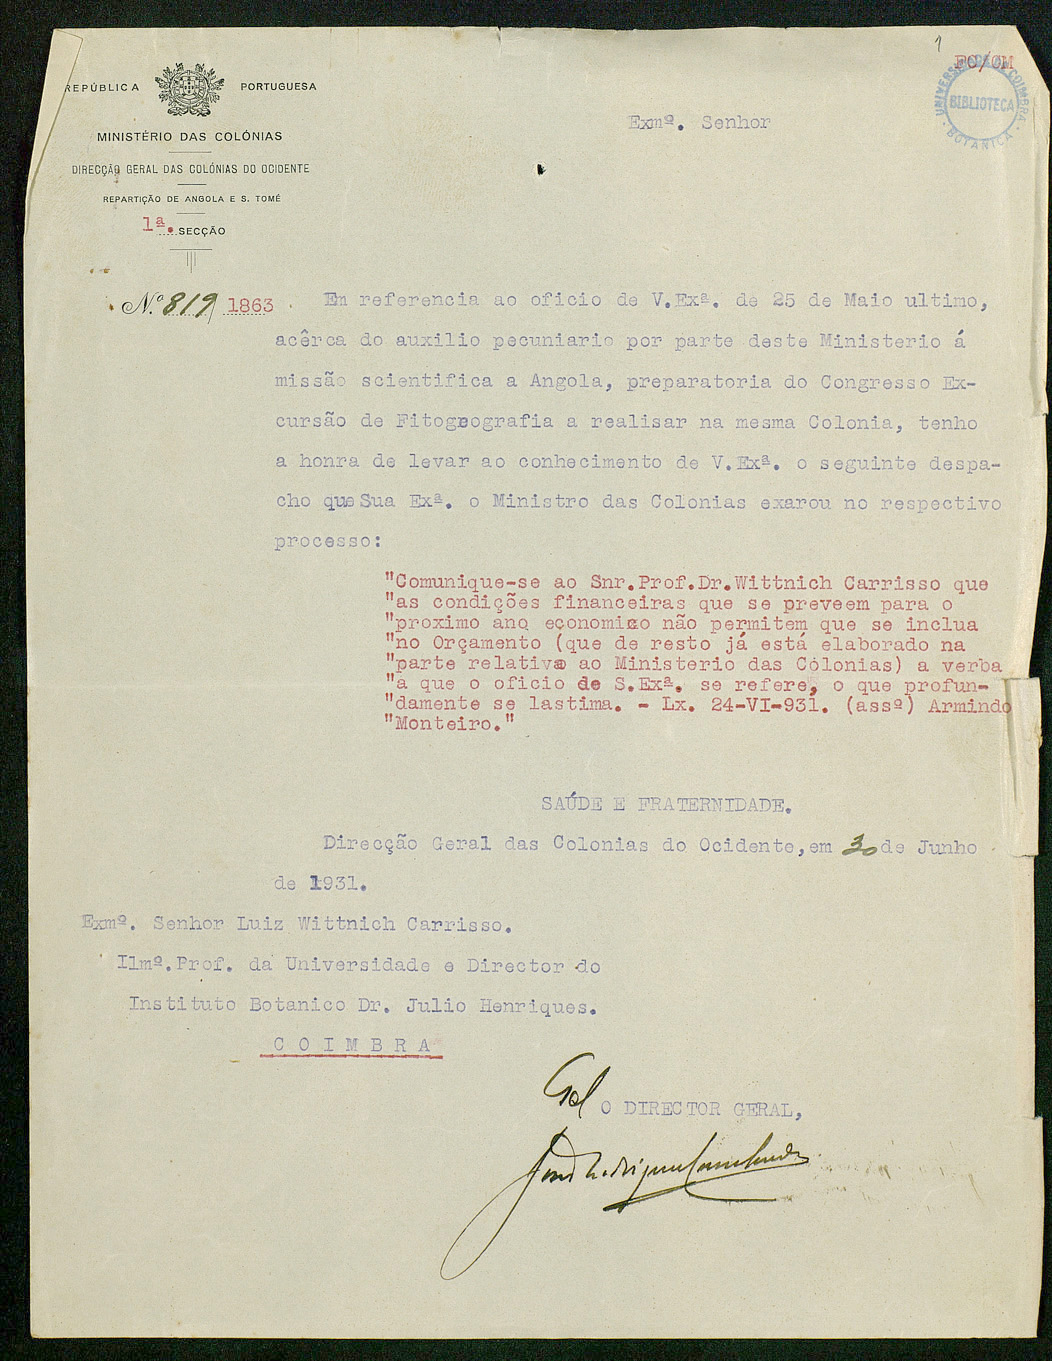 1
FC/CM
UNIVERSIDADE DE COIMBRA
BIBLIOTECA
BOTANICA
REPÚBLICA PORTUGUESA
MINISTÉRIO DAS COLÓNIAS
DIRECÇÃO GERAL DAS COLÓNIAS DO OCIDENTE
REPARTIÇÃO DE ANGOLA E S. TOMÉ
1ª. SECÇÃO
Exmº. Senhor
N.º 819/ 1863
Em referencia ao oficio de V.Exª. de 25 de Maio ultimo,
acêrca do auxilio pecuniario por parte deste Ministerio á
missão scientifica a Angola, preparatoria do Congresso Ex-
cursão de Fitogeografia a realisar na mesma Colonia, tenho
a honra de levar ao conhecimento de V.Exª. o seguinte despa-
cho que Sua Exª. o Ministro das Colonias exarou no respectivo
processo:
"Comunique-se ao Snr.Prof.Dr.Wittnich Carrisso que
"as condições financeiras que se preveem para o
"proximo ano economico não permitem que se inclua
"no Orçamento (que de resto já está elaborado na
"parte relativa ao Ministerio das Colonias) a verba
"a que o oficio de S.Exª. se refere, o que profun-
"damente se lastima. - Lx. 24-VI-931. (assº) Armindo
"Monteiro."
SAÚDE E FRATERNIDADE.
Direcção Geral das Colonias do Ocidente,em 30 de Junho
de 1931.
Exmº. Senhor Luiz Wittnich Carrisso.
Ilmº.Prof. da Universidade e Director do
Instituto Botanico Dr. Julio Henriques.
COIMBRA
O DIRECTOR GERAL,